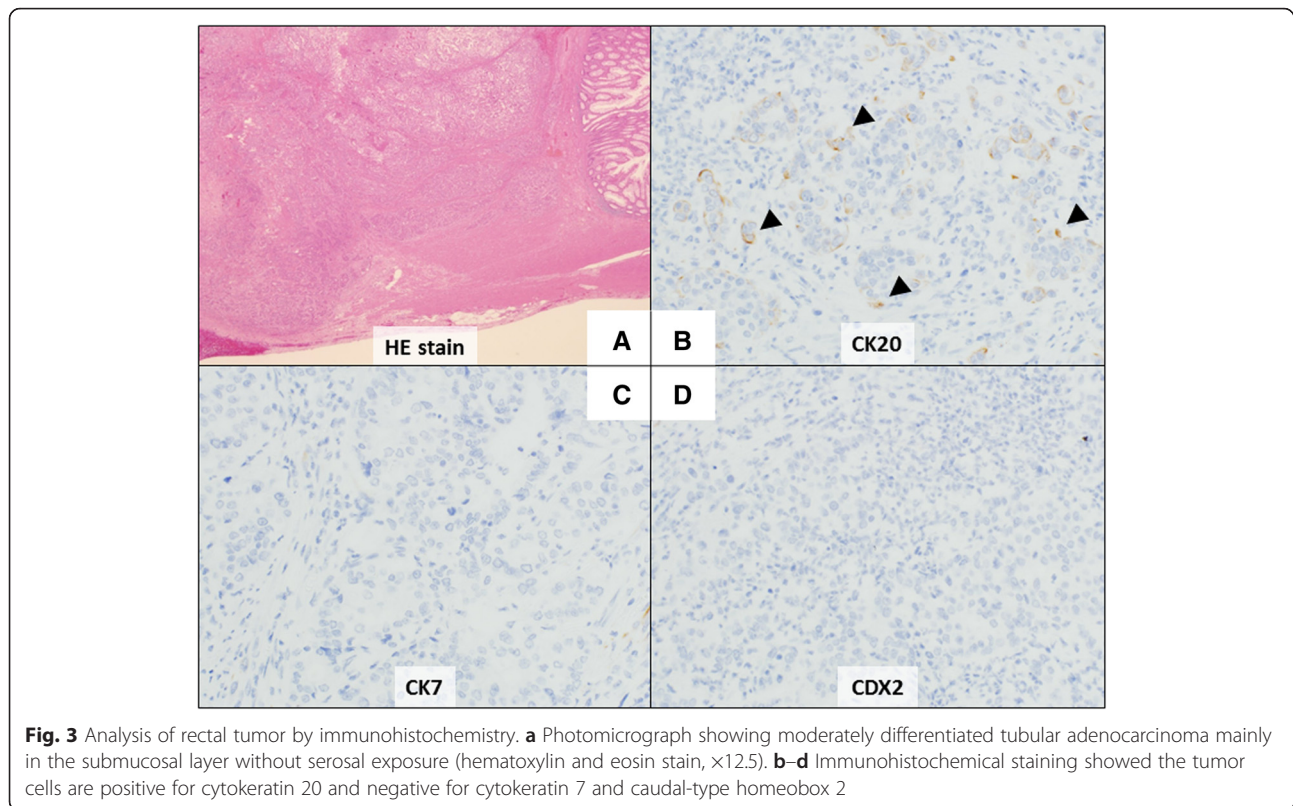 HE stain
A
B
CK20
C
D
CK7
CDX2
Fig. 3 Analysis of rectal tumor by immunohistochemistry. a Photomicrograph showing moderately differentiated tubular adenocarcinoma mainly
in the submucosal layer without serosal exposure (hematoxylin and eosin stain, ×12.5). b–d Immunohistochemical staining showed the tumor
cells are positive for cytokeratin 20 and negative for cytokeratin 7 and caudal-type homeobox 2